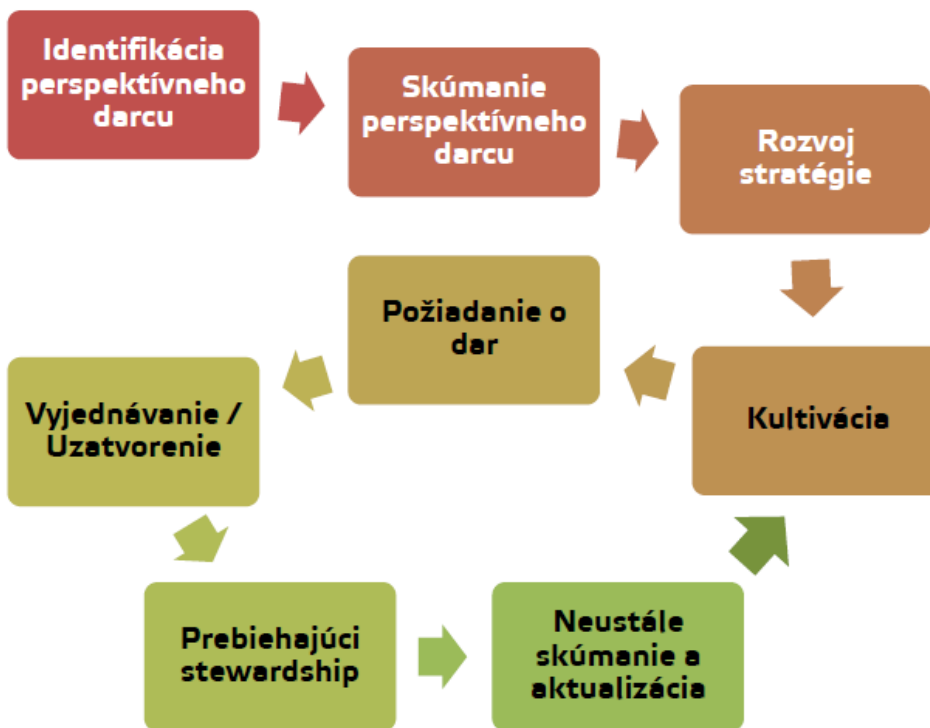 Identifikácia
perspektívneho
darcu
Skúmanie
perspektívneho
darcu
Rozvoj
stratégie
Kultivácia
Požiadanie o
dar
Vyjednávanie /
Uzatvorenie
Prebiehajúci
stewardship
Neustále
skúmanie a
aktualizácia